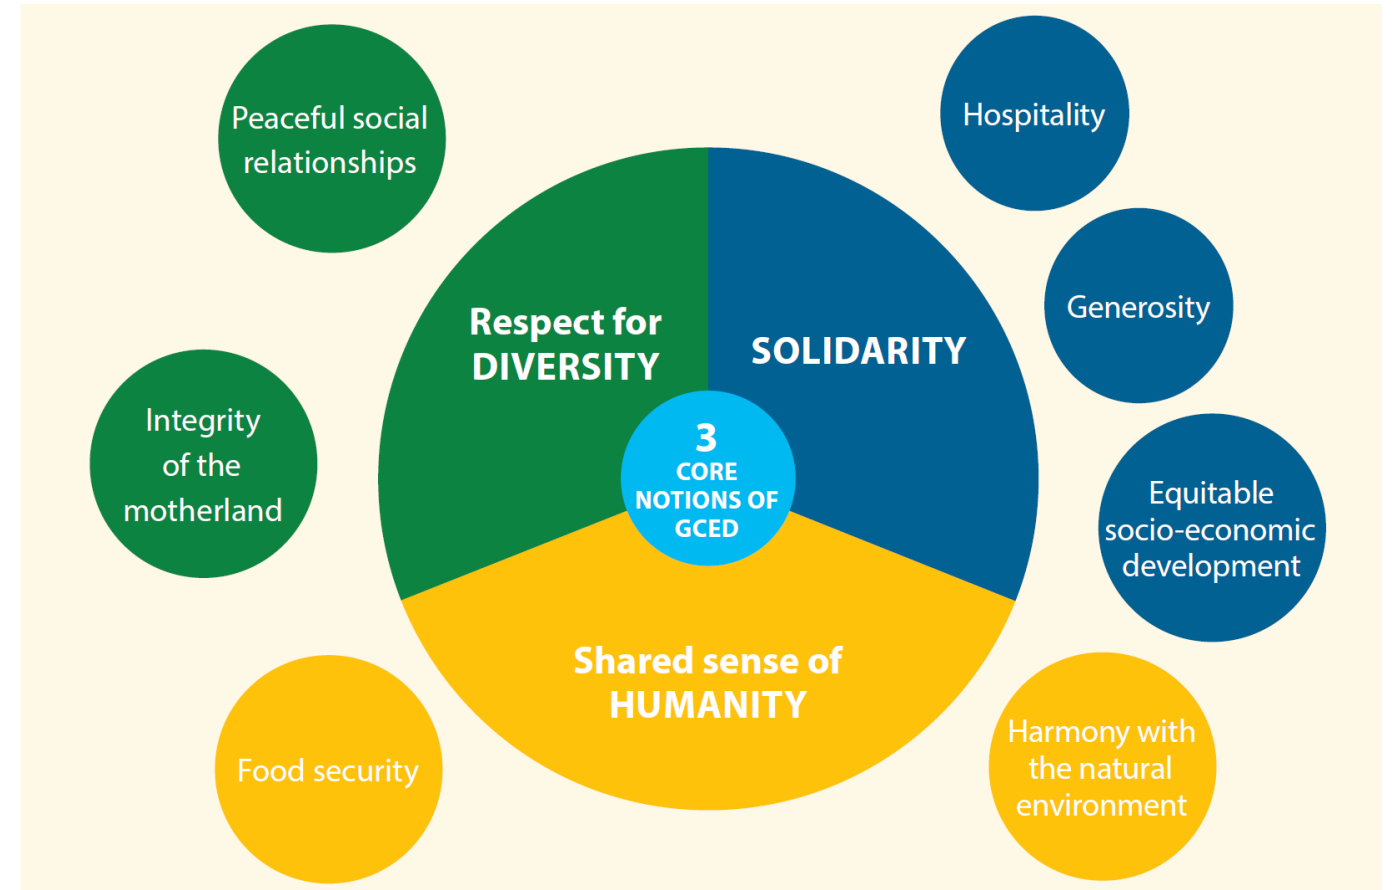 Peaceful social
relationships
Hospitality
Generosity
Respect for
DIVERSITY
SOLIDARITY
Integrity
of the
motherland
3
CORE
NOTIONS OF
GCED
Equitable
socio-economic
development
Shared sense of
HUMANITY
Food security
Harmony with
the natural
environment